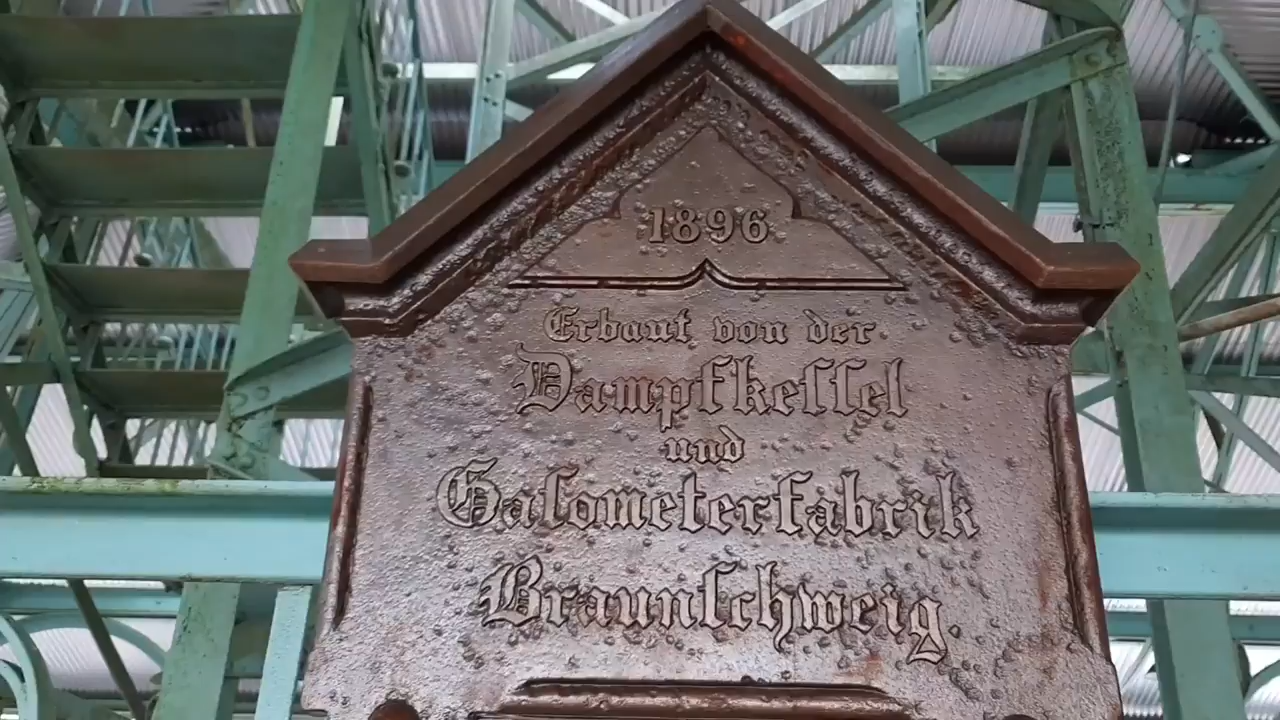 1896
Erbaut von der
Dampfkeſſel
und
Gaſometerfabrik
Braunſchweig.